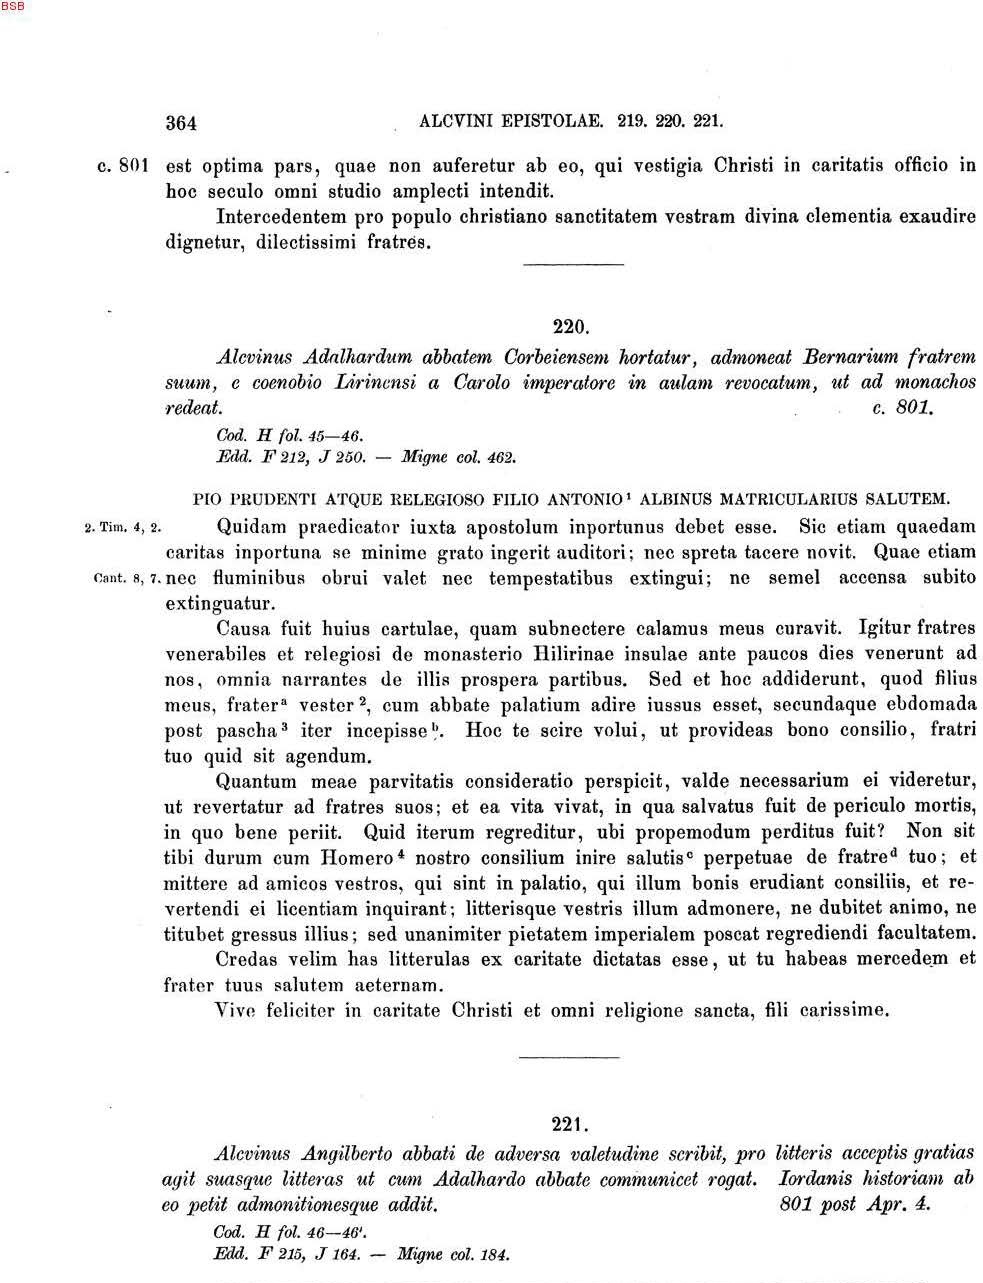 BSB
364 ALCVINI EPISTOLAE. 219. 220. 221.
c. 801 est optima pars, quae non auferetur ab eo, qui vestigia Christi in caritatis officio in
hoc seculo omni studio amplecti intendit.
Intercedentem pro populo christiano sanctitatem vestram divina clementia exaudire
dignetur, dilectissimi fratres.
220.
Alcvinus Adalhardum abbatem Corbeiensem hortatur, admoneat Bernarium fratrem
suum, e coenobio Lirinensi a Carolo imperatore in aulam revocatum, ut ad monachos
redeat. c. 801.
Cod. H fol. 45—46.
Edd. F 212, J 250. — Migne col. 462.
PIO PRUDENTI ATQUE RELEGIOSO FILIO ANTONIO¹ ALBINUS MATRICULARIUS SALUTEM.
2. Tim. 4, 2. Quidam praedicator iuxta apostolum inportunus debet esse. Sic etiam quaedam
caritas inportuna se minime grato ingerit auditori; nec spreta tacere novit. Quae etiam
Cant. 8, 7. nec fluminibus obrui valet nec tempestatibus extingui; ne semel accensa subito
extinguatur.
Causa fuit huius cartulae, quam subnectere calamus meus curavit. Igitur fratres
venerabiles et relegiosi de monasterio Hilirinae insulae ante paucos dies venerunt ad
nos, omnia narrantes de illis prospera partibus. Sed et hoc addiderunt, quod filius
meus, fraterᵃ vester², cum abbate palatium adire iussus esset, secundaque ebdomada
post pascha³ iter incepisseᵇ. Hoc te scire volui, ut provideas bono consilio, fratri
tuo quid sit agendum.
Quantum meae parvitatis consideratio perspicit, valde necessarium ei videretur,
ut revertatur ad fratres suos; et ea vita vivat, in qua salvatus fuit de periculo mortis,
in quo bene periit. Quid iterum regreditur, ubi propemodum perditus fuit? Non sit
tibi durum cum Homero⁴ nostro consilium inire salutisᶜ perpetuae de fratreᵈ tuo; et
mittere ad amicos vestros, qui sint in palatio, qui illum bonis erudiant consiliis, et re-
vertendi ei licentiam inquirant; litterisque vestris illum admonere, ne dubitet animo, ne
titubet gressus illius; sed unanimiter pietatem imperialem poscat regrediendi facultatem.
Credas velim has litterulas ex caritate dictatas esse, ut tu habeas mercedem et
frater tuus salutem aeternam.
Vive feliciter in caritate Christi et omni religione sancta, fili carissime.
221.
Alcvinus Angilberto abbati de adversa valetudine scribit, pro litteris acceptis gratias
agit suasque litteras ut cum Adalhardo abbate communicet rogat. Iordanis historiam ab
eo petit admonitionesque addit. 801 post Apr. 4.
Cod. H fol. 46—46'.
Edd. F 215, J 164. — Migne col. 184.